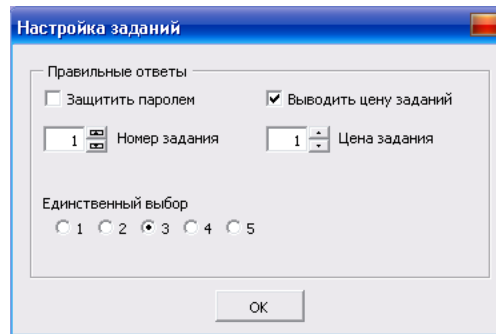 Настройка заданий
Правильные ответы
Защитить паролем Выводить цену заданий
1 Номер задания 1 Цена задания
Единственный выбор
1 2 3 4 5
OK